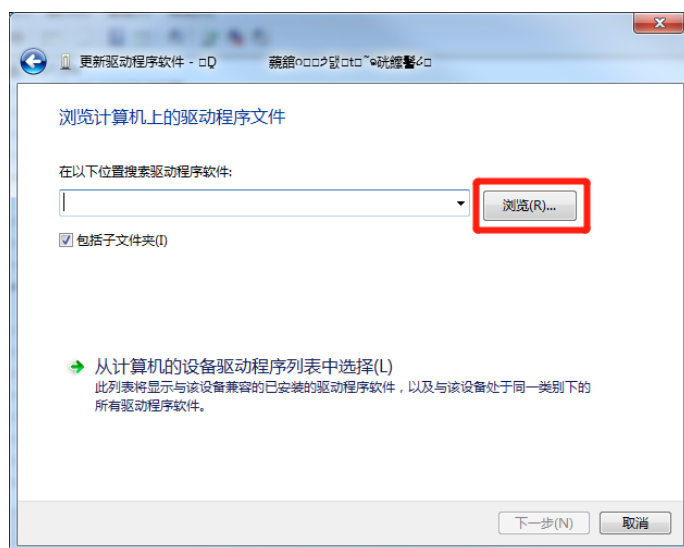 更新驱动程序软件 -
浏览计算机上的驱动程序文件
在以下位置搜索驱动程序软件:
浏览(R)...
包括子文件夹(I)
从计算机的设备驱动程序列表中选择(L)
此列表将显示与该设备兼容的已安装的驱动程序软件，以及与该设备处于同一类别下的
所有驱动程序软件。
下一步(N)
取消